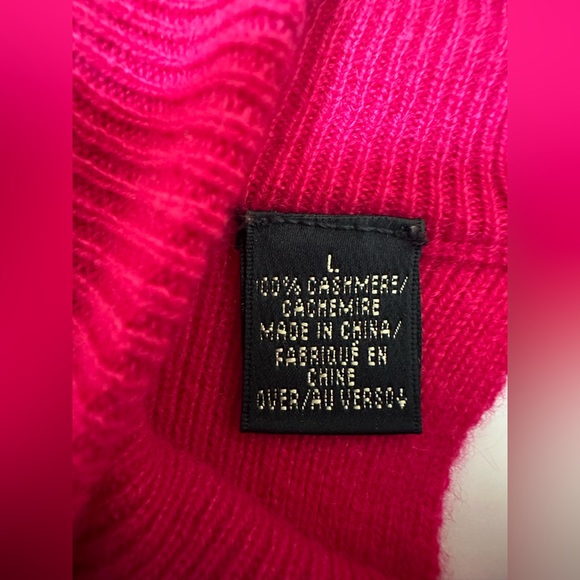 L
100% CASHMERE/
CACHEMIRE
MADE IN CHINA/
FABRIQUÉ EN
CHINE
OVER/AU VERSO↓